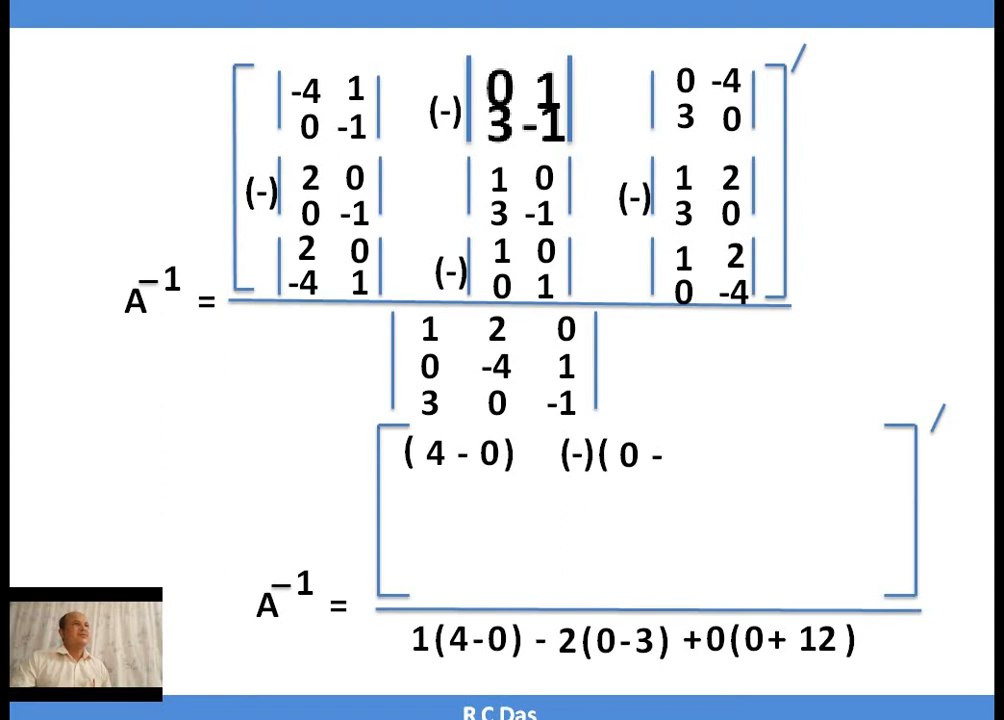 -4 1 (-) 0 1 0 -4 /
0 -1 3 -1 3 0
(-) 2 0 1 0 (-) 1 2
0 -1 3 -1 3 0
2 0 (-) 1 0 1 2
-4 1 0 1 0 -4
A −1 =
1 2 0
0 -4 1
3 0 -1
( 4 - 0) (-)( 0 - /
A −1 =
1(4-0) - 2(0-3) +0(0+ 12 )
R C Das